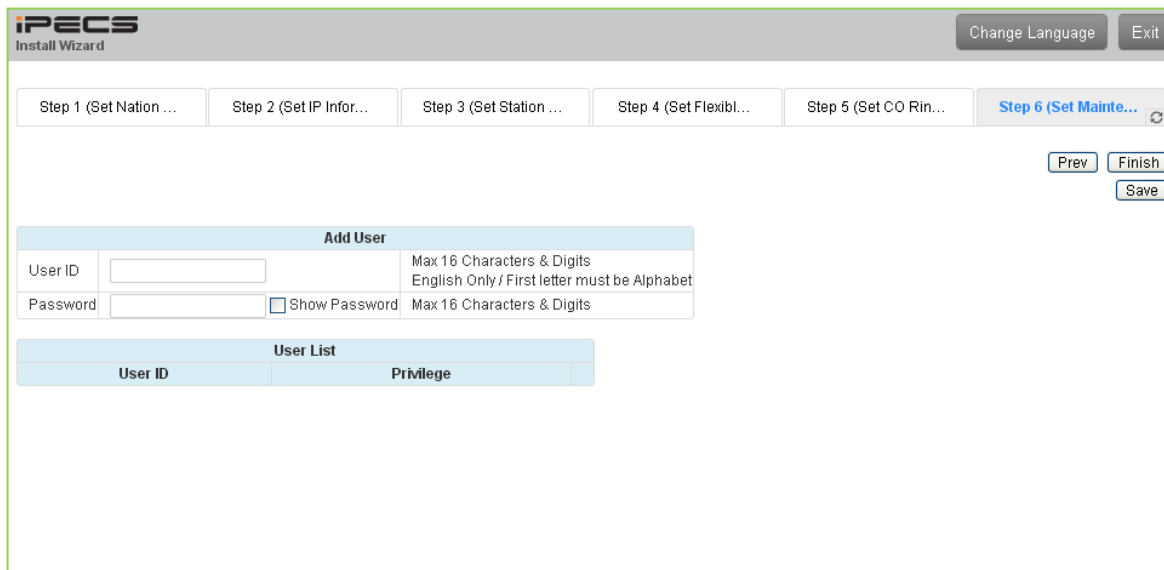 iPECS
Install Wizard
Change Language
Exit
Step 1 (Set Nation ...
Step 2 (Set IP Infor...
Step 3 (Set Station ...
Step 4 (Set Flexibl...
Step 5 (Set CO Rin...
Step 6 (Set Mainte...
Prev
Finish
Save
Add User
User ID
Max 16 Characters & Digits
English Only / First letter must be Alphabet
Password
Show Password
Max 16 Characters & Digits
User List
User ID
Privilege